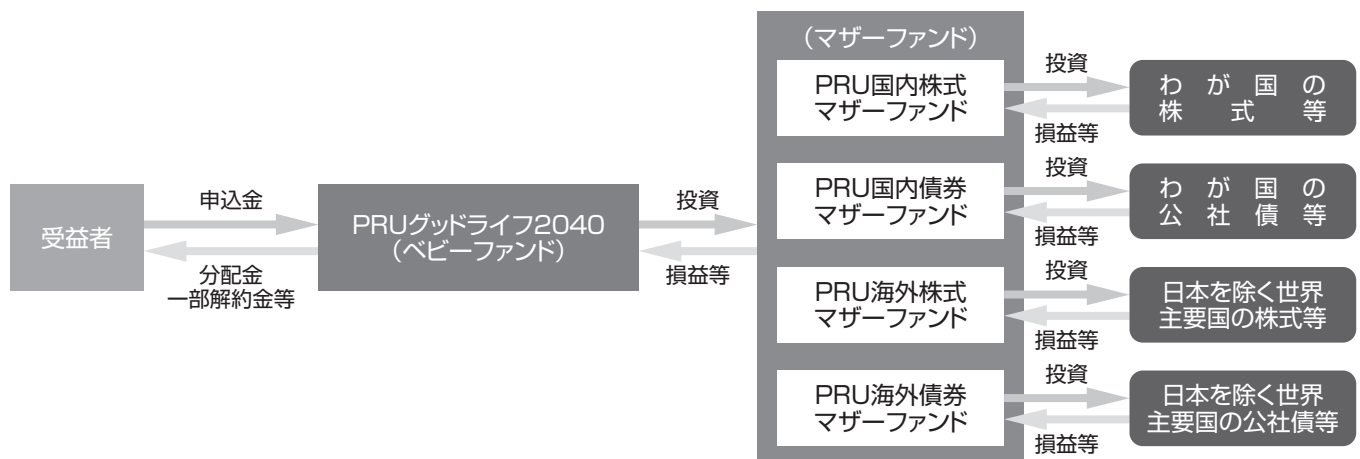 受益者
申込金
分配金
一部解約金等
PRUグッドライフ2040
(ベビーファンド)
投資
損益等
(マザーファンド)
PRU国内株式
マザーファンド
投資
損益等
わが国の
株式等
PRU国内債券
マザーファンド
投資
損益等
わが国の
公社債等
PRU海外株式
マザーファンド
投資
損益等
日本を除く世界
主要国の株式等
PRU海外債券
マザーファンド
投資
損益等
日本を除く世界
主要国の公社債等